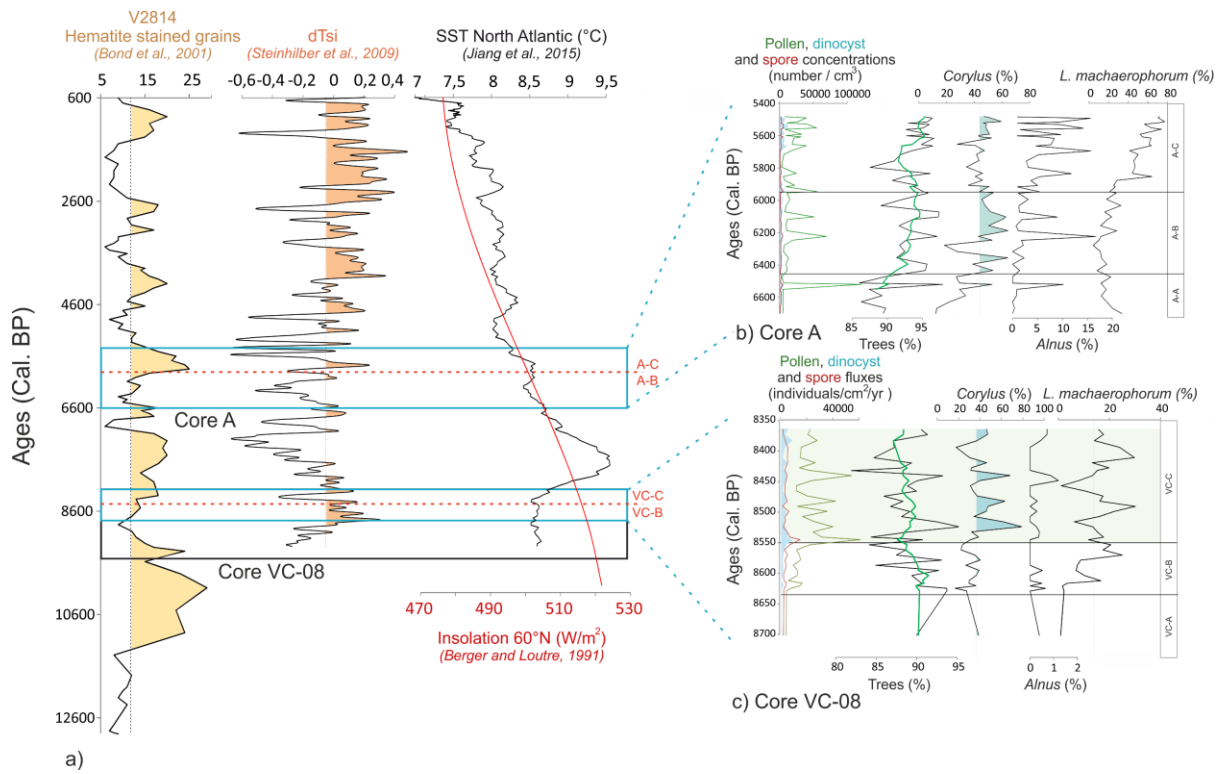 V2814
Hematite stained grains
(Bond et al., 2001)
5 15 25
dTsi
(Steinhilber et al., 2009)
-0,6 -0,4 -0,2 0 0,2 0,4
SST North Atlantic (°C)
(Jiang et al., 2015)
7 7,5 8 8,5 9 9,5
Ages (Cal. BP)
600
2600
4600
6600
8600
10600
12600
A-C
A-B
Core A
VC-C
VC-B
Core VC-08
470 490 510 530
Insolation 60°N (W/m²)
(Berger and Loutre, 1991)
a)
Pollen, dinocyst
and spore concentrations
(number / cm³)
50000 100000
Corylus (%)
0 20 40 60 80
L. machaerophorum (%)
0 20 40 60 80
Ages (Cal. BP)
5400
5600
5800
6000
6200
6400
6600
A-C
A-B
A-A
85 90 95
Trees (%)
0 10 20
Alnus (%)
b) Core A
Pollen, dinocyst
and spore fluxes
(individuals/cm²/yr)
0 40000
Corylus (%)
0 20 40 60 80 100
L. machaerophorum (%)
0 20 40
Ages (Cal. BP)
8350
8400
8450
8500
8550
8600
8650
8700
VC-C
VC-B
VC-A
80 85 90 95
Trees (%)
0 1 2
Alnus (%)
c) Core VC-08